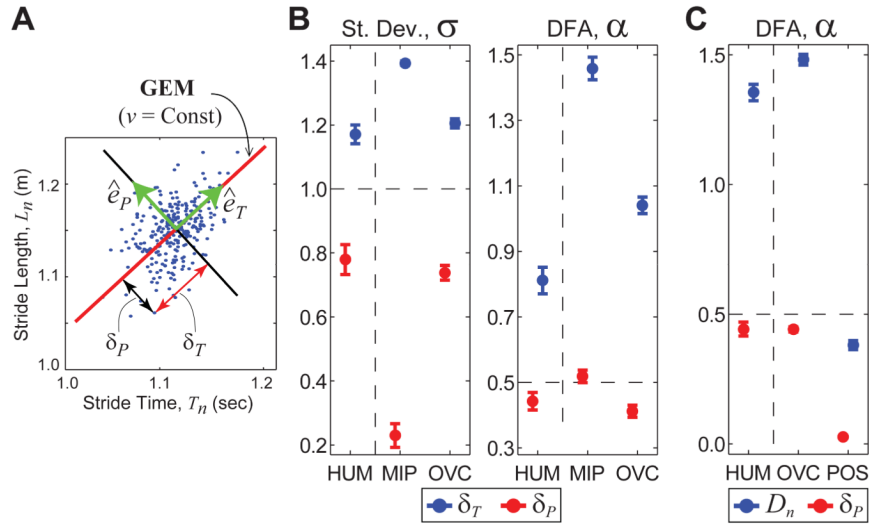 A
GEM
(v = Const)
Stride Length, Lₙ (m)
1.2
1.1
1.0
ê_P
ê_T
δ_P
δ_T
1.0
1.1
1.2
Stride Time, Tₙ (sec)
B
St. Dev., σ
1.4
1.2
1.0
0.8
0.6
0.4
0.2
HUM MIP OVC
DFA, α
1.5
1.3
1.1
0.9
0.7
0.5
0.3
HUM MIP OVC
δ_T δ_P
C
DFA, α
1.5
1.0
0.5
0.0
HUM OVC POS
Dₙ δ_P